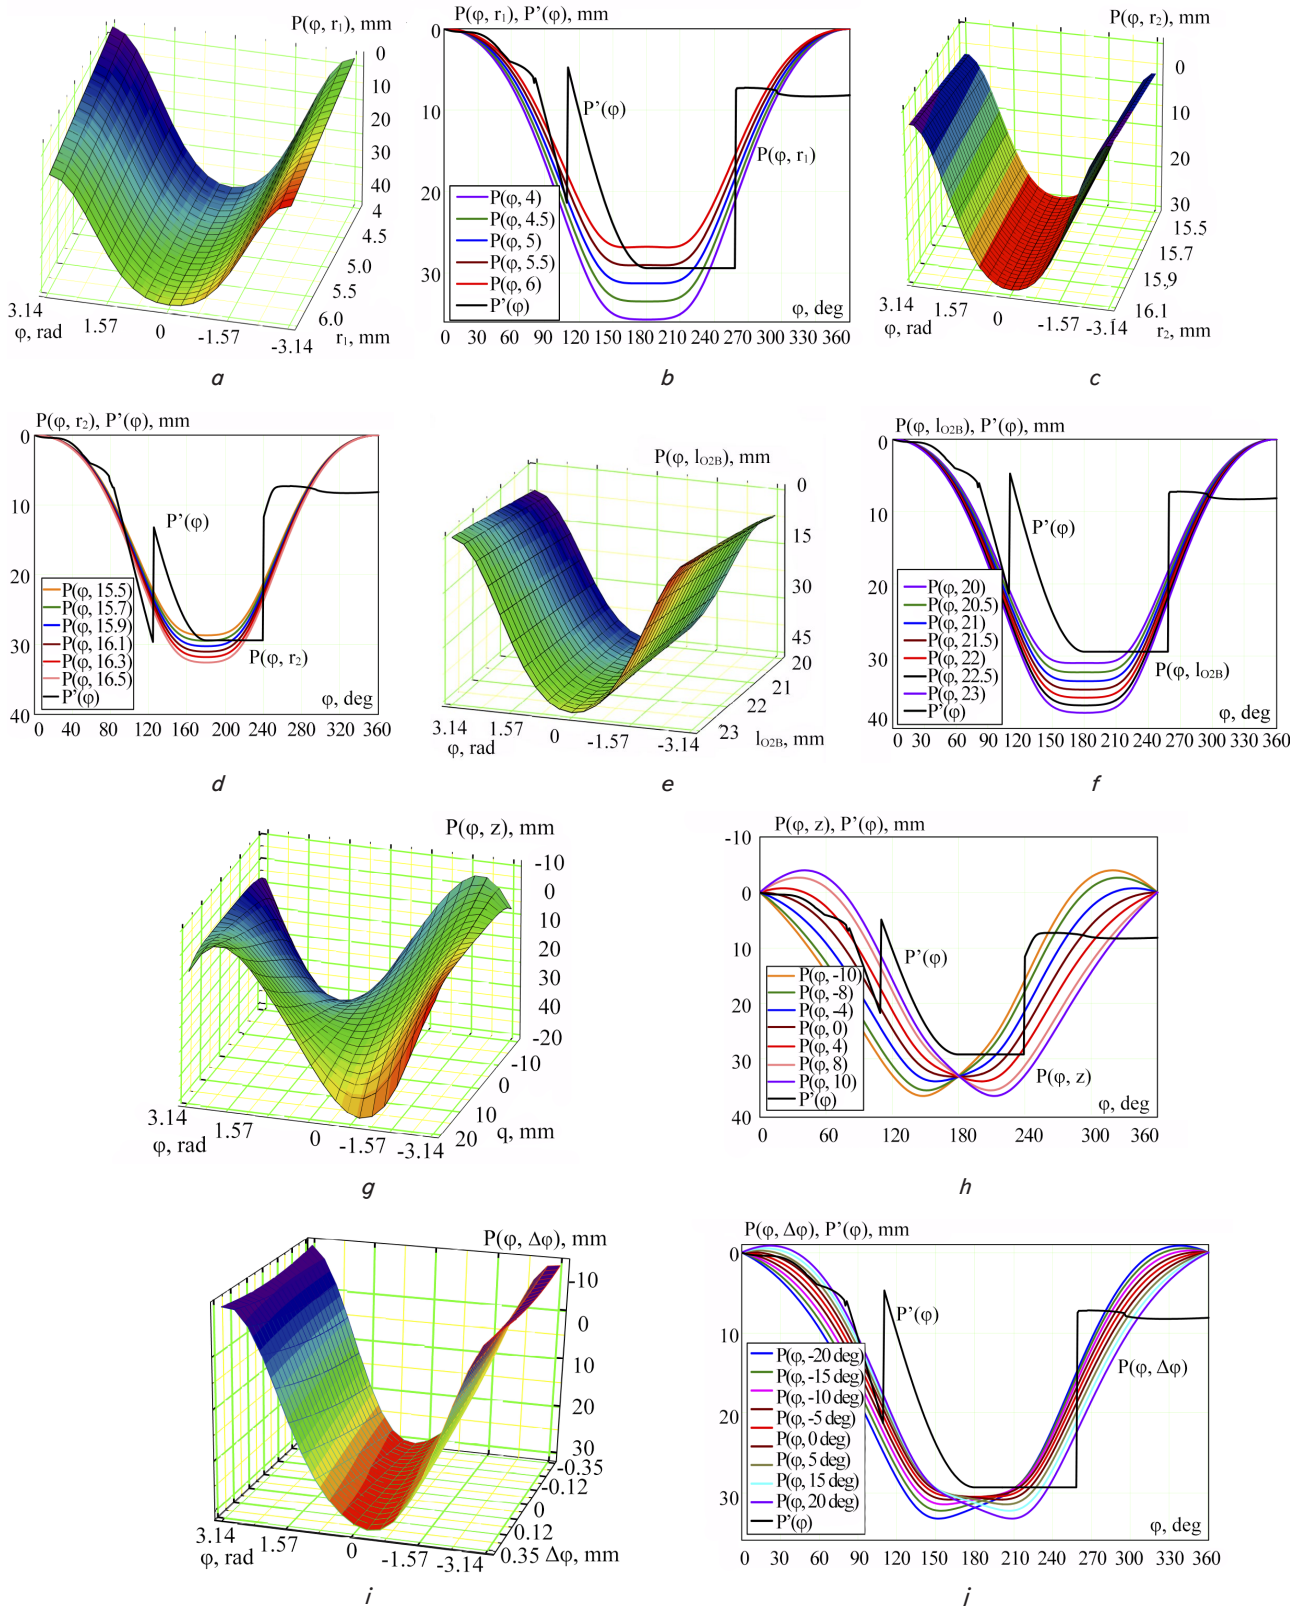 P(φ, r₁), mm
0
10
20
30
40
4
4.5
5.0
5.5
6.0
r₁, mm
3.14
1.57
0
-1.57
-3.14
φ, rad
a
P(φ, r₁), P’(φ), mm
0
10
20
30
P’(φ)
P(φ, r₁)
P(φ, 4)
P(φ, 4.5)
P(φ, 5)
P(φ, 5.5)
P(φ, 6)
P’(φ)
φ, deg
0 30 60 90 120 150 180 210 240 270 300 330 360
b
P(φ, r₂), mm
0
10
20
30
15.5
15.7
15,9
16.1
r₂, mm
3.14
1.57
0
-1.57
-3.14
φ, rad
c
P(φ, r₂), P’(φ), mm
0
10
20
30
40
P’(φ)
P(φ, 15.5)
P(φ, 15.7)
P(φ, 15.9)
P(φ, 16.1)
P(φ, 16.3)
P(φ, 16.5)
P’(φ)
P(φ, r₂)
φ, deg
0 40 80 120 160 200 240 280 320 360
d
P(φ, lO2B), mm
0
15
30
45
20
21
22
23
lO2B, mm
3.14
1.57
0
-1.57
-3.14
φ, rad
e
P(φ, lO2B), P’(φ), mm
0
10
20
30
40
P’(φ)
P(φ, 20)
P(φ, 20.5)
P(φ, 21)
P(φ, 21.5)
P(φ, 22)
P(φ, 22.5)
P(φ, 23)
P’(φ)
P(φ, lO2B)
φ, deg
0 30 60 90 120 150 180 210 240 270 300 330 360
f
P(φ, z), mm
-10
0
10
20
30
40
-20
-10
0
10
20
q, mm
3.14
1.57
0
-1.57
-3.14
φ, rad
g
P(φ, z), P’(φ), mm
-10
0
10
20
30
40
P’(φ)
P(φ, -10)
P(φ, -8)
P(φ, -4)
P(φ, 0)
P(φ, 4)
P(φ, 8)
P(φ, 10)
P’(φ)
P(φ, z)
φ, deg
0 60 180 240 300 360
h
P(φ, Δφ), mm
-10
0
10
20
30
-0.35
-0.12
0
0.12
0.35
Δφ, mm
3.14
1.57
0
-1.57
-3.14
φ, rad
i
P(φ, Δφ), P’(φ), mm
0
10
20
30
P’(φ)
P(φ, Δφ)
P(φ, -20 deg)
P(φ, -15 deg)
P(φ, -10 deg)
P(φ, -5 deg)
P(φ, 0 deg)
P(φ, 5 deg)
P(φ, 15 deg)
P(φ, 20 deg)
P’(φ)
φ, deg
0 30 60 90 120 150 180 210 240 270 300 330 360
j